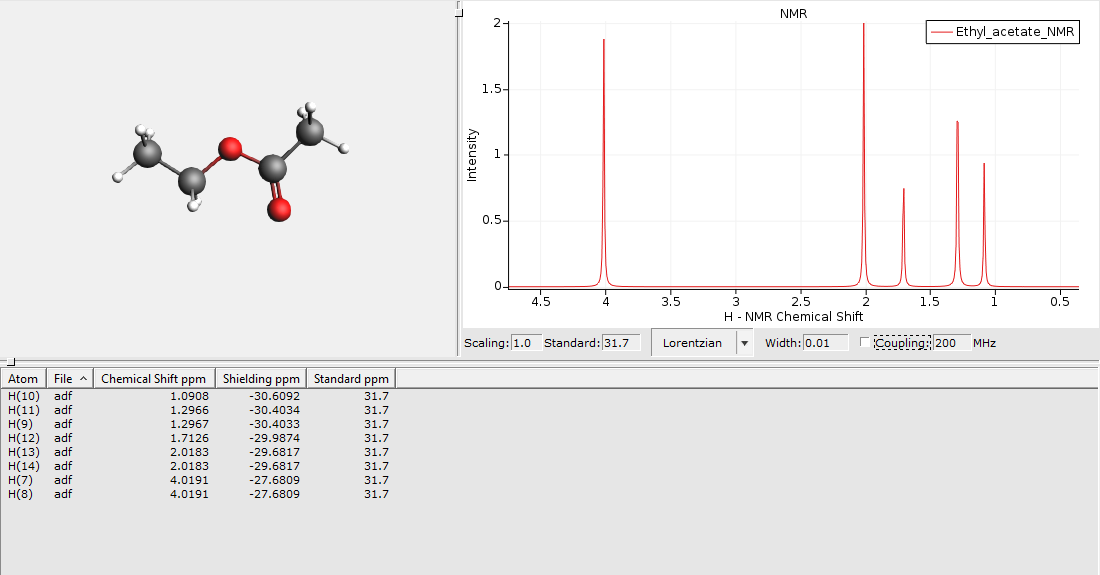 NMR
Ethyl_acetate_NMR
2
1.5
1
0.5
0
Intensity
4.5 4 3.5 3 2.5 2 1.5 1 0.5
H - NMR Chemical Shift
Scaling: 1.0 Standard: 31.7 Lorentzian Width: 0.01 Coupling: 200 MHz
Atom File Chemical Shift ppm Shielding ppm Standard ppm
H(10) adf 1.0908 -30.6092 31.7
H(11) adf 1.2966 -30.4034 31.7
H(9) adf 1.2967 -30.4033 31.7
H(12) adf 1.7126 -29.9874 31.7
H(13) adf 2.0183 -29.6817 31.7
H(14) adf 2.0183 -29.6817 31.7
H(7) adf 4.0191 -27.6809 31.7
H(8) adf 4.0191 -27.6809 31.7